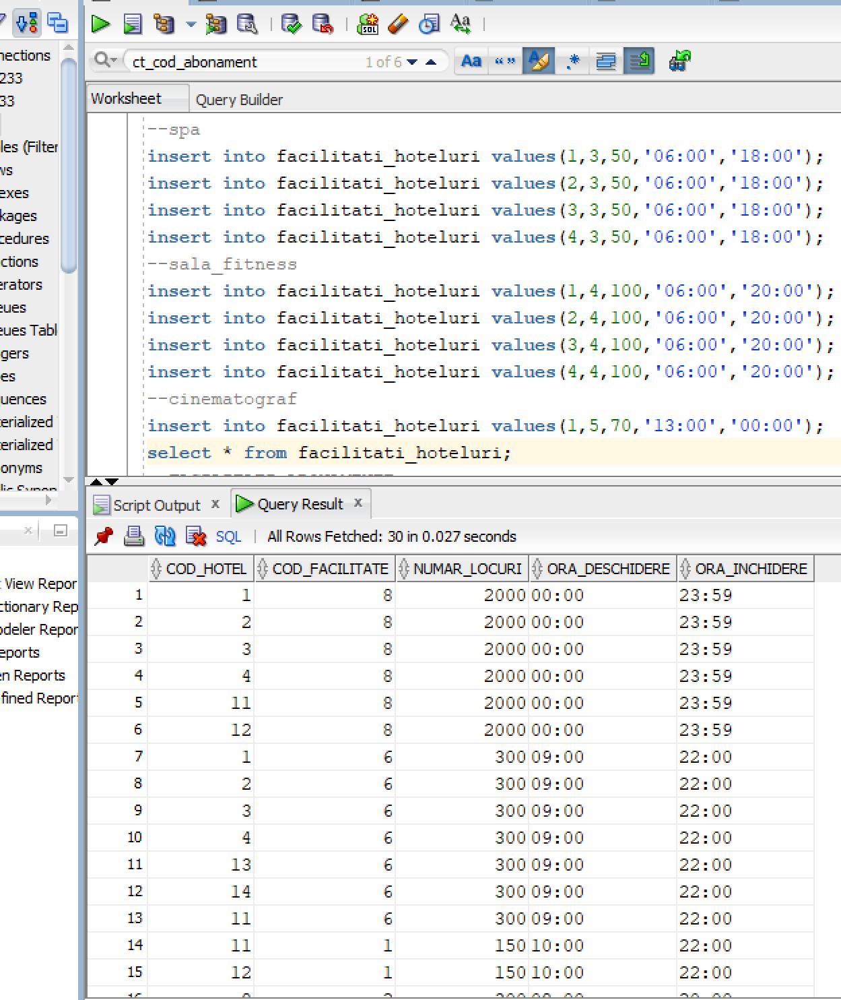 ct_cod_abonament 1 of 6 Aa “” .*
Worksheet Query Builder
--spa
insert into facilitati_hoteluri values(1,3,50,'06:00','18:00');
insert into facilitati_hoteluri values(2,3,50,'06:00','18:00');
insert into facilitati_hoteluri values(3,3,50,'06:00','18:00');
insert into facilitati_hoteluri values(4,3,50,'06:00','18:00');
--sala_fitness
insert into facilitati_hoteluri values(1,4,100,'06:00','20:00');
insert into facilitati_hoteluri values(2,4,100,'06:00','20:00');
insert into facilitati_hoteluri values(3,4,100,'06:00','20:00');
insert into facilitati_hoteluri values(4,4,100,'06:00','20:00');
--cinematograf
insert into facilitati_hoteluri values(1,5,70,'13:00','00:00');
select * from facilitati_hoteluri;
Script Output x Query Result x
SQL | All Rows Fetched: 30 in 0.027 seconds
COD_HOTEL COD_FACILITATE NUMAR_LOCURI ORA_DESCHIDERE ORA_INCHIDERE
1 1 8 2000 00:00 23:59
2 2 8 2000 00:00 23:59
3 3 8 2000 00:00 23:59
4 4 8 2000 00:00 23:59
5 11 8 2000 00:00 23:59
6 12 8 2000 00:00 23:59
7 1 6 300 09:00 22:00
8 2 6 300 09:00 22:00
9 3 6 300 09:00 22:00
10 4 6 300 09:00 22:00
11 13 6 300 09:00 22:00
12 14 6 300 09:00 22:00
13 11 6 300 09:00 22:00
14 11 1 150 10:00 22:00
15 12 1 150 10:00 22:00
nections
233
33
les (Filter
ws
exes
kages
cedures
ctions
erators
eues
eues Tabl
gers
es
uences
terialized
terialized
onyms
: View Repor
ctionary Rep
odeler Repor
eports
en Reports
fined Report